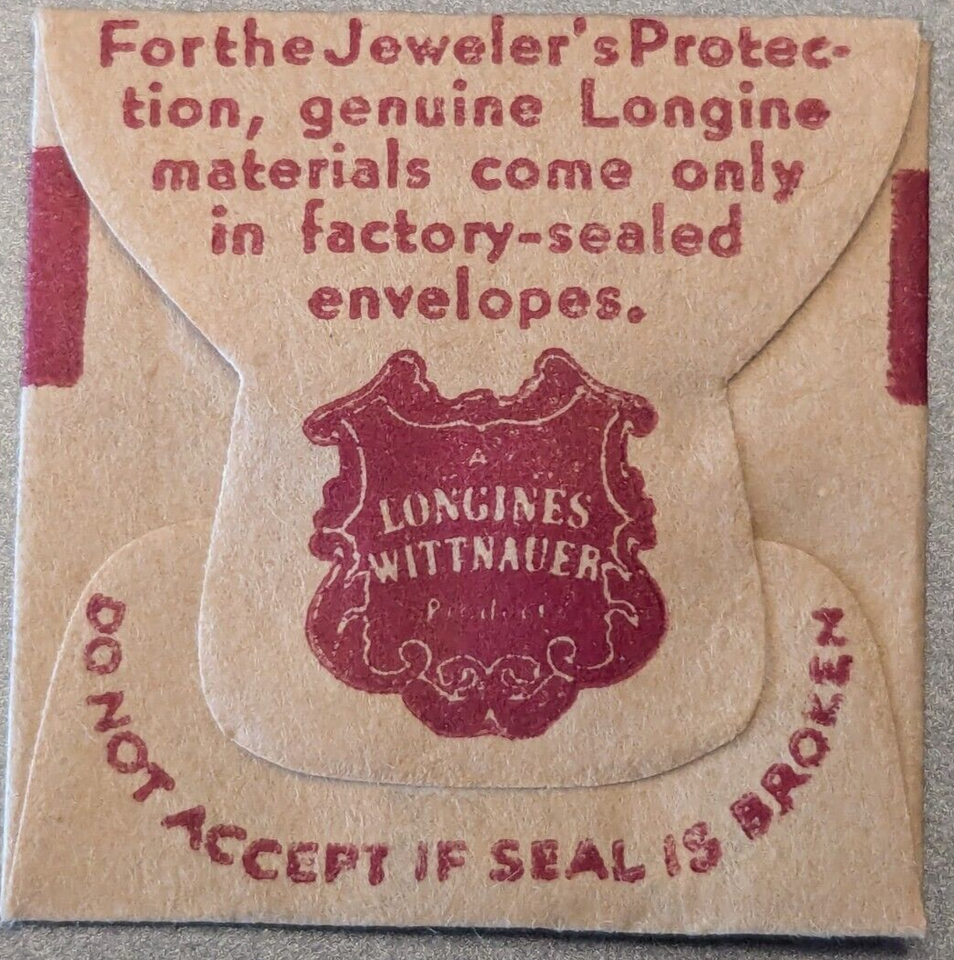 For the Jeweler's Protec-
tion, genuine Longine
materials come only
in factory-sealed
envelopes.
A
LONGINES
WITTNAUER
Product
DO NOT ACCEPT IF SEAL IS BROKEN